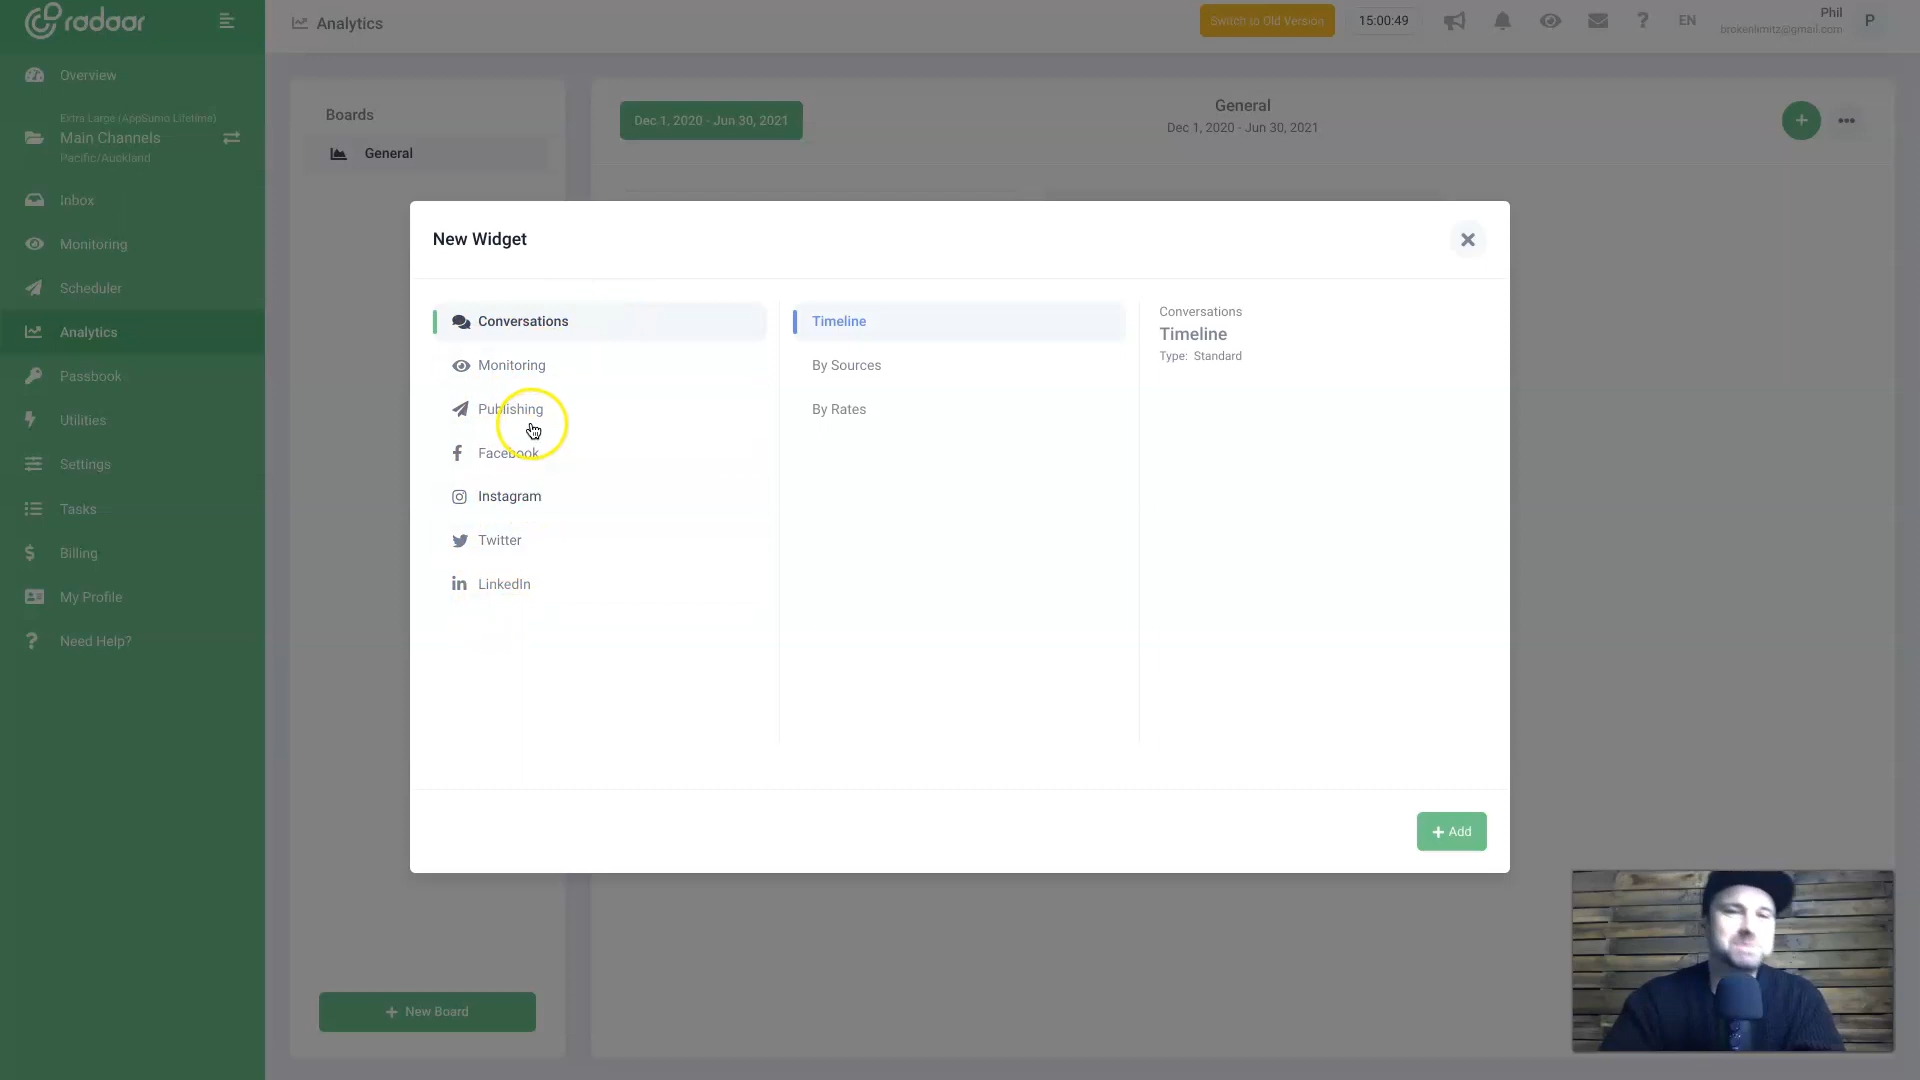 radaar
Analytics
Switch to Old Version
15:00:49
EN
Phil
brokenlimitz@gmail.com
P
Overview
Extra Large (AppSumo Lifetime)
Main Channels
Pacific/Auckland
Inbox
Monitoring
Scheduler
Analytics
Passbook
Utilities
Settings
Tasks
Billing
My Profile
Need Help?
Boards
General
New Board
Dec 1, 2020 - Jun 30, 2021
General
Dec 1, 2020 - Jun 30, 2021
New Widget
Conversations
Monitoring
Publishing
Facebook
Instagram
Twitter
LinkedIn
Timeline
By Sources
By Rates
Conversations
Timeline
Type: Standard
Add